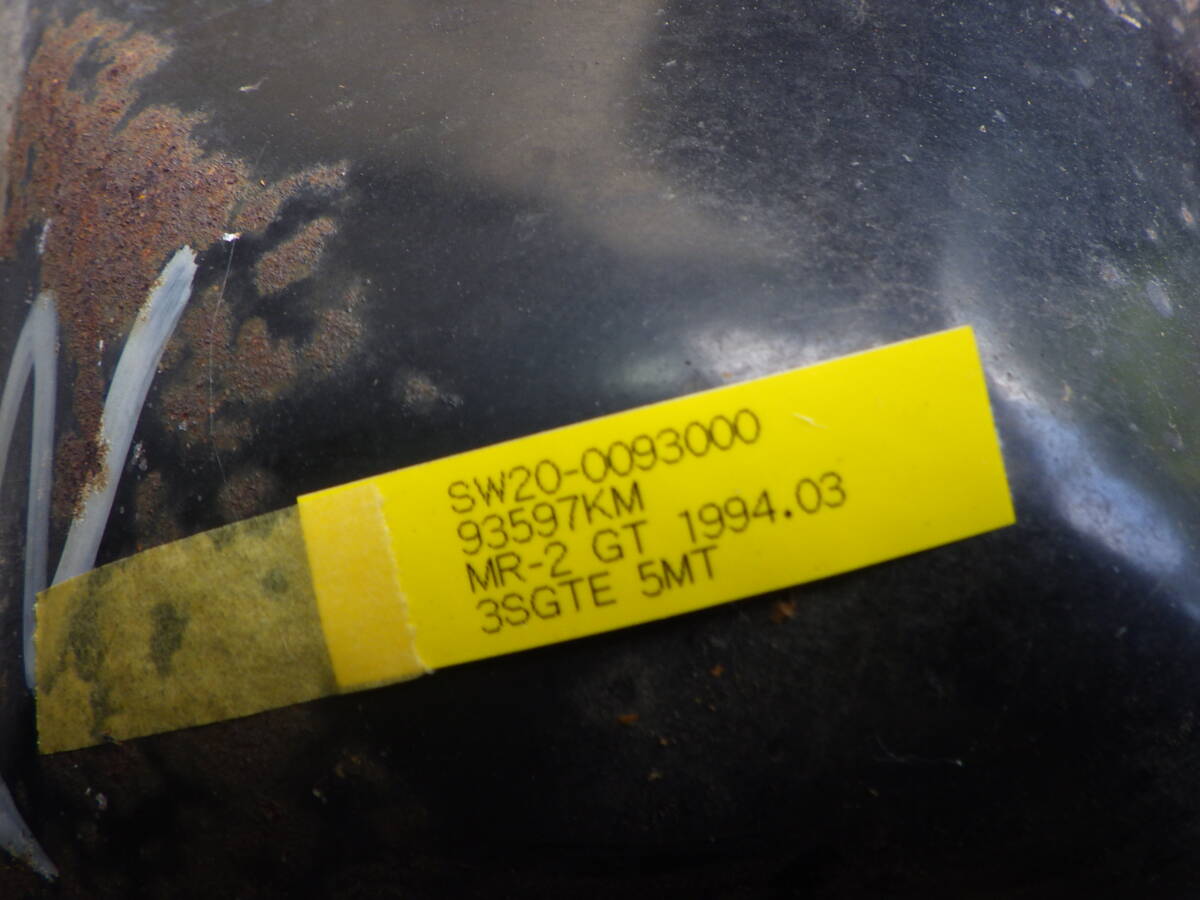 SW20-0093000
93597KM
MR-2 GT 1994.03
3SGTE 5MT